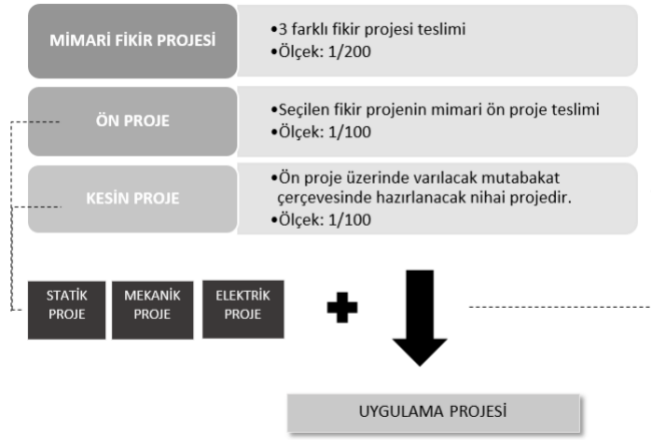 MİMARİ FİKİR PROJESİ
•3 farklı fikir projesi teslimi
•Ölçek: 1/200
ÖN PROJE
•Seçilen fikir projenin mimari ön proje teslimi
•Ölçek: 1/100
KESİN PROJE
•Ön proje üzerinde varılacak mutabakat
çerçevesinde hazırlanacak nihai projedir.
•Ölçek: 1/100
STATİK
PROJE
MEKANİK
PROJE
ELEKTRİK
PROJE
UYGULAMA PROJESİ